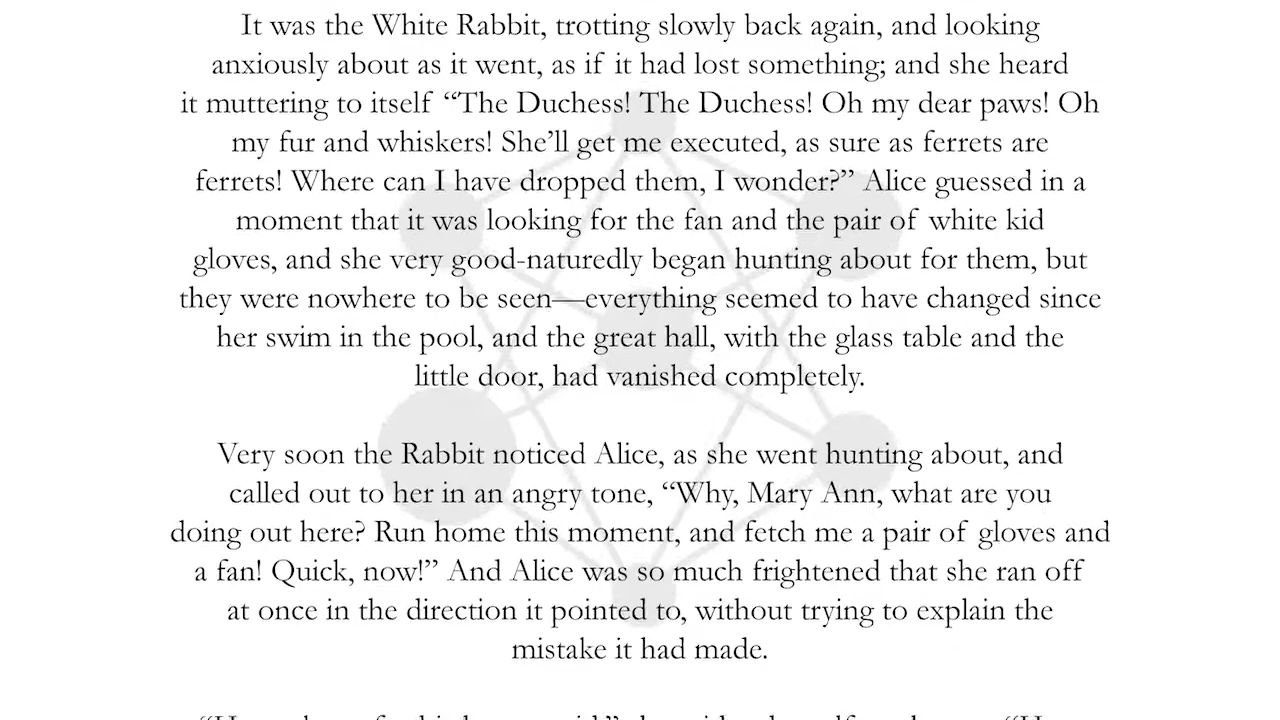 It was the White Rabbit, trotting slowly back again, and looking
anxiously about as it went, as if it had lost something; and she heard
it muttering to itself “The Duchess! The Duchess! Oh my dear paws! Oh
my fur and whiskers! She’ll get me executed, as sure as ferrets are
ferrets! Where can I have dropped them, I wonder?” Alice guessed in a
moment that it was looking for the fan and the pair of white kid
gloves, and she very good-naturedly began hunting about for them, but
they were nowhere to be seen—everything seemed to have changed since
her swim in the pool, and the great hall, with the glass table and the
little door, had vanished completely.
Very soon the Rabbit noticed Alice, as she went hunting about, and
called out to her in an angry tone, “Why, Mary Ann, what are you
doing out here? Run home this moment, and fetch me a pair of gloves and
a fan! Quick, now!” And Alice was so much frightened that she ran off
at once in the direction it pointed to, without trying to explain the
mistake it had made.